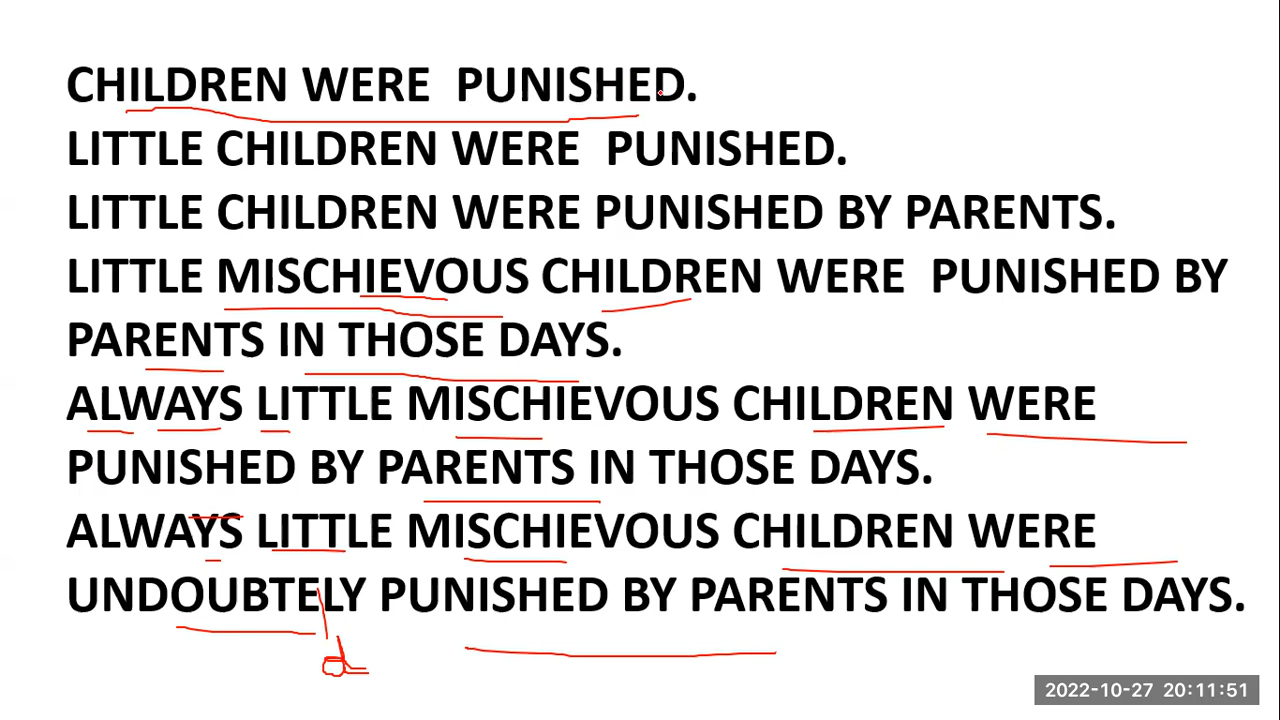 CHILDREN WERE PUNISHED.
LITTLE CHILDREN WERE PUNISHED.
LITTLE CHILDREN WERE PUNISHED BY PARENTS.
LITTLE MISCHIEVOUS CHILDREN WERE PUNISHED BY
PARENTS IN THOSE DAYS.
ALWAYS LITTLE MISCHIEVOUS CHILDREN WERE
PUNISHED BY PARENTS IN THOSE DAYS.
ALWAYS LITTLE MISCHIEVOUS CHILDREN WERE
UNDOUBTELY PUNISHED BY PARENTS IN THOSE DAYS.
d
2022-10-27 20:11:51